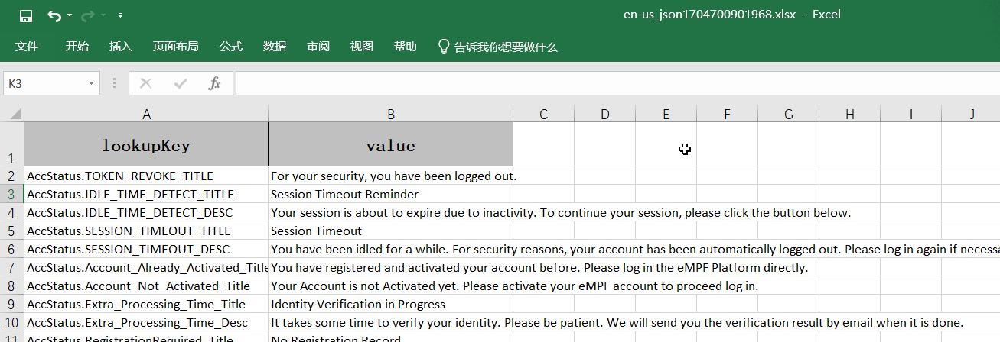 en-us_json1704700901968.xlsx - Excel
文件 开始 插入 页面布局 公式 数据 审阅 视图 帮助 告诉我你想要做什么
K3 fx
A B C D E F G H I J
1 lookupKey value
2 AccStatus.TOKEN_REVOKE_TITLE For your security, you have been logged out.
3 AccStatus.IDLE_TIME_DETECT_TITLE Session Timeout Reminder
4 AccStatus.IDLE_TIME_DETECT_DESC Your session is about to expire due to inactivity. To continue your session, please click the button below.
5 AccStatus.SESSION_TIMEOUT_TITLE Session Timeout
6 AccStatus.SESSION_TIMEOUT_DESC You have been idled for a while. For security reasons, your account has been automatically logged out. Please log in again if necessa
7 AccStatus.Account_Already_Activated_Title You have registered and activated your account before. Please log in the eMPF Platform directly.
8 AccStatus.Account_Not_Activated_Title Your Account is not Activated yet. Please activate your eMPF account to proceed log in.
9 AccStatus.Extra_Processing_Time_Title Identity Verification in Progress
10 AccStatus.Extra_Processing_Time_Desc It takes some time to verify your identity. Please be patient. We will send you the verification result by email when it is done.
11 AccStatus.RegistrationRequired_Title No Registration Record